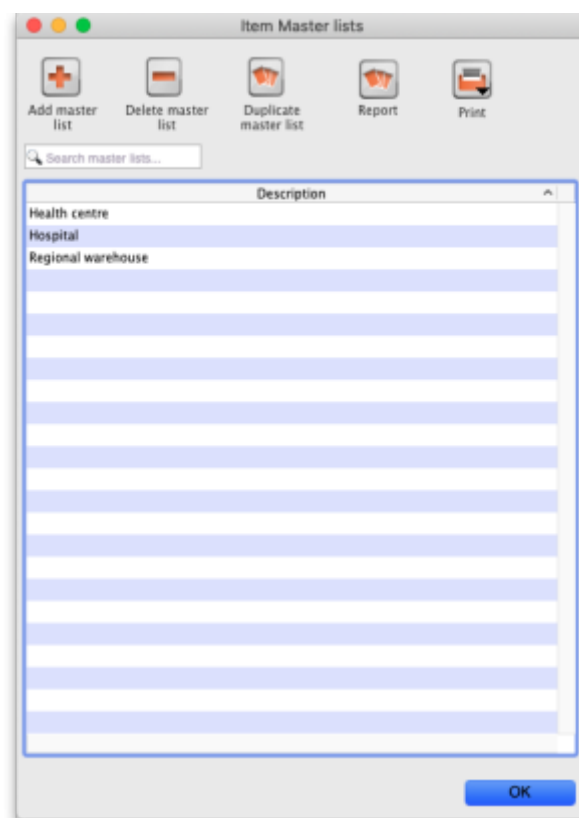 Item Master lists
Add master list
Delete master list
Duplicate master list
Report
Print
Search master lists...
Description
Health centre
Hospital
Regional warehouse
OK